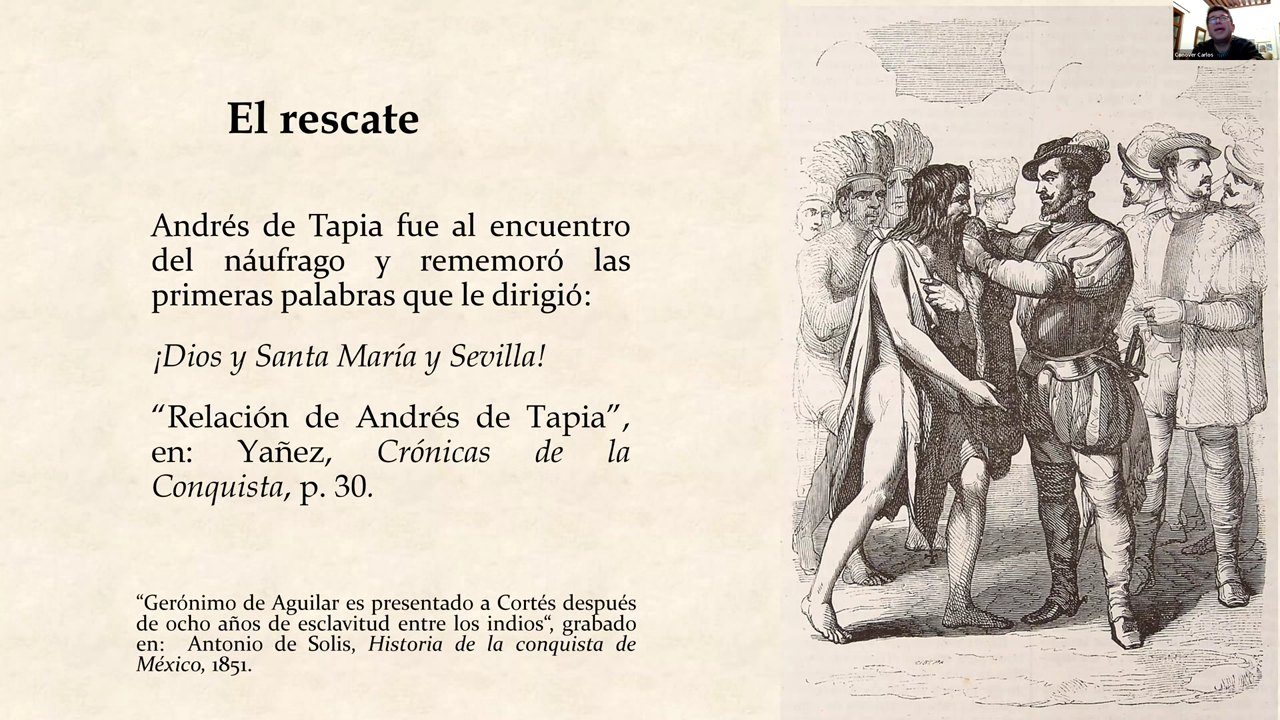 El rescate
Andrés de Tapia fue al encuentro
del náufrago y rememoró las
primeras palabras que le dirigió:
¡Dios y Santa María y Sevilla!
“Relación de Andrés de Tapia”,
en: Yañez, Crónicas de la
Conquista, p. 30.
“Gerónimo de Aguilar es presentado a Cortés después
de ocho años de esclavitud entre los indios“, grabado
en: Antonio de Solis, Historia de la conquista de
México, 1851.
Conover Carlos